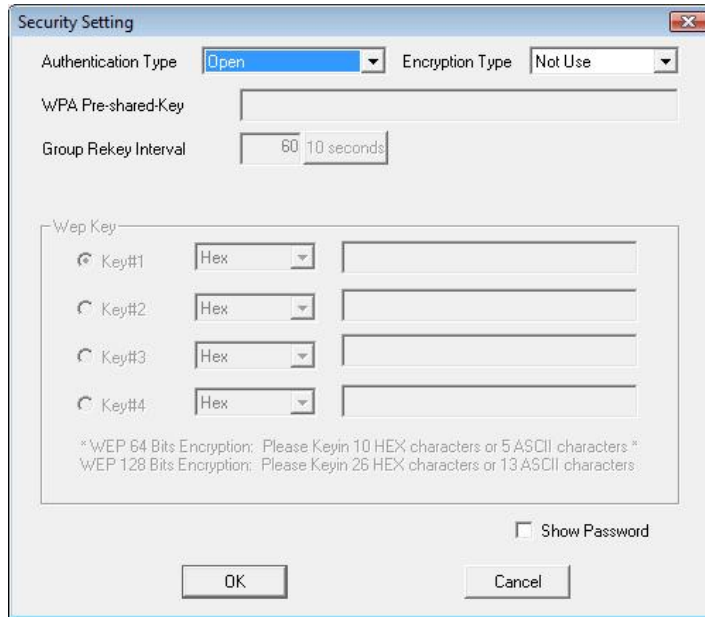 Security Setting
Authentication Type Open Encryption Type Not Use
WPA Pre-shared-Key
Group Rekey Interval 60 10 seconds
Wep Key
Key#1 Hex
Key#2 Hex
Key#3 Hex
Key#4 Hex
* WEP 64 Bits Encryption: Please Keyin 10 HEX characters or 5 ASCII characters *
WEP 128 Bits Encryption: Please Keyin 26 HEX characters or 13 ASCII characters
Show Password
OK Cancel